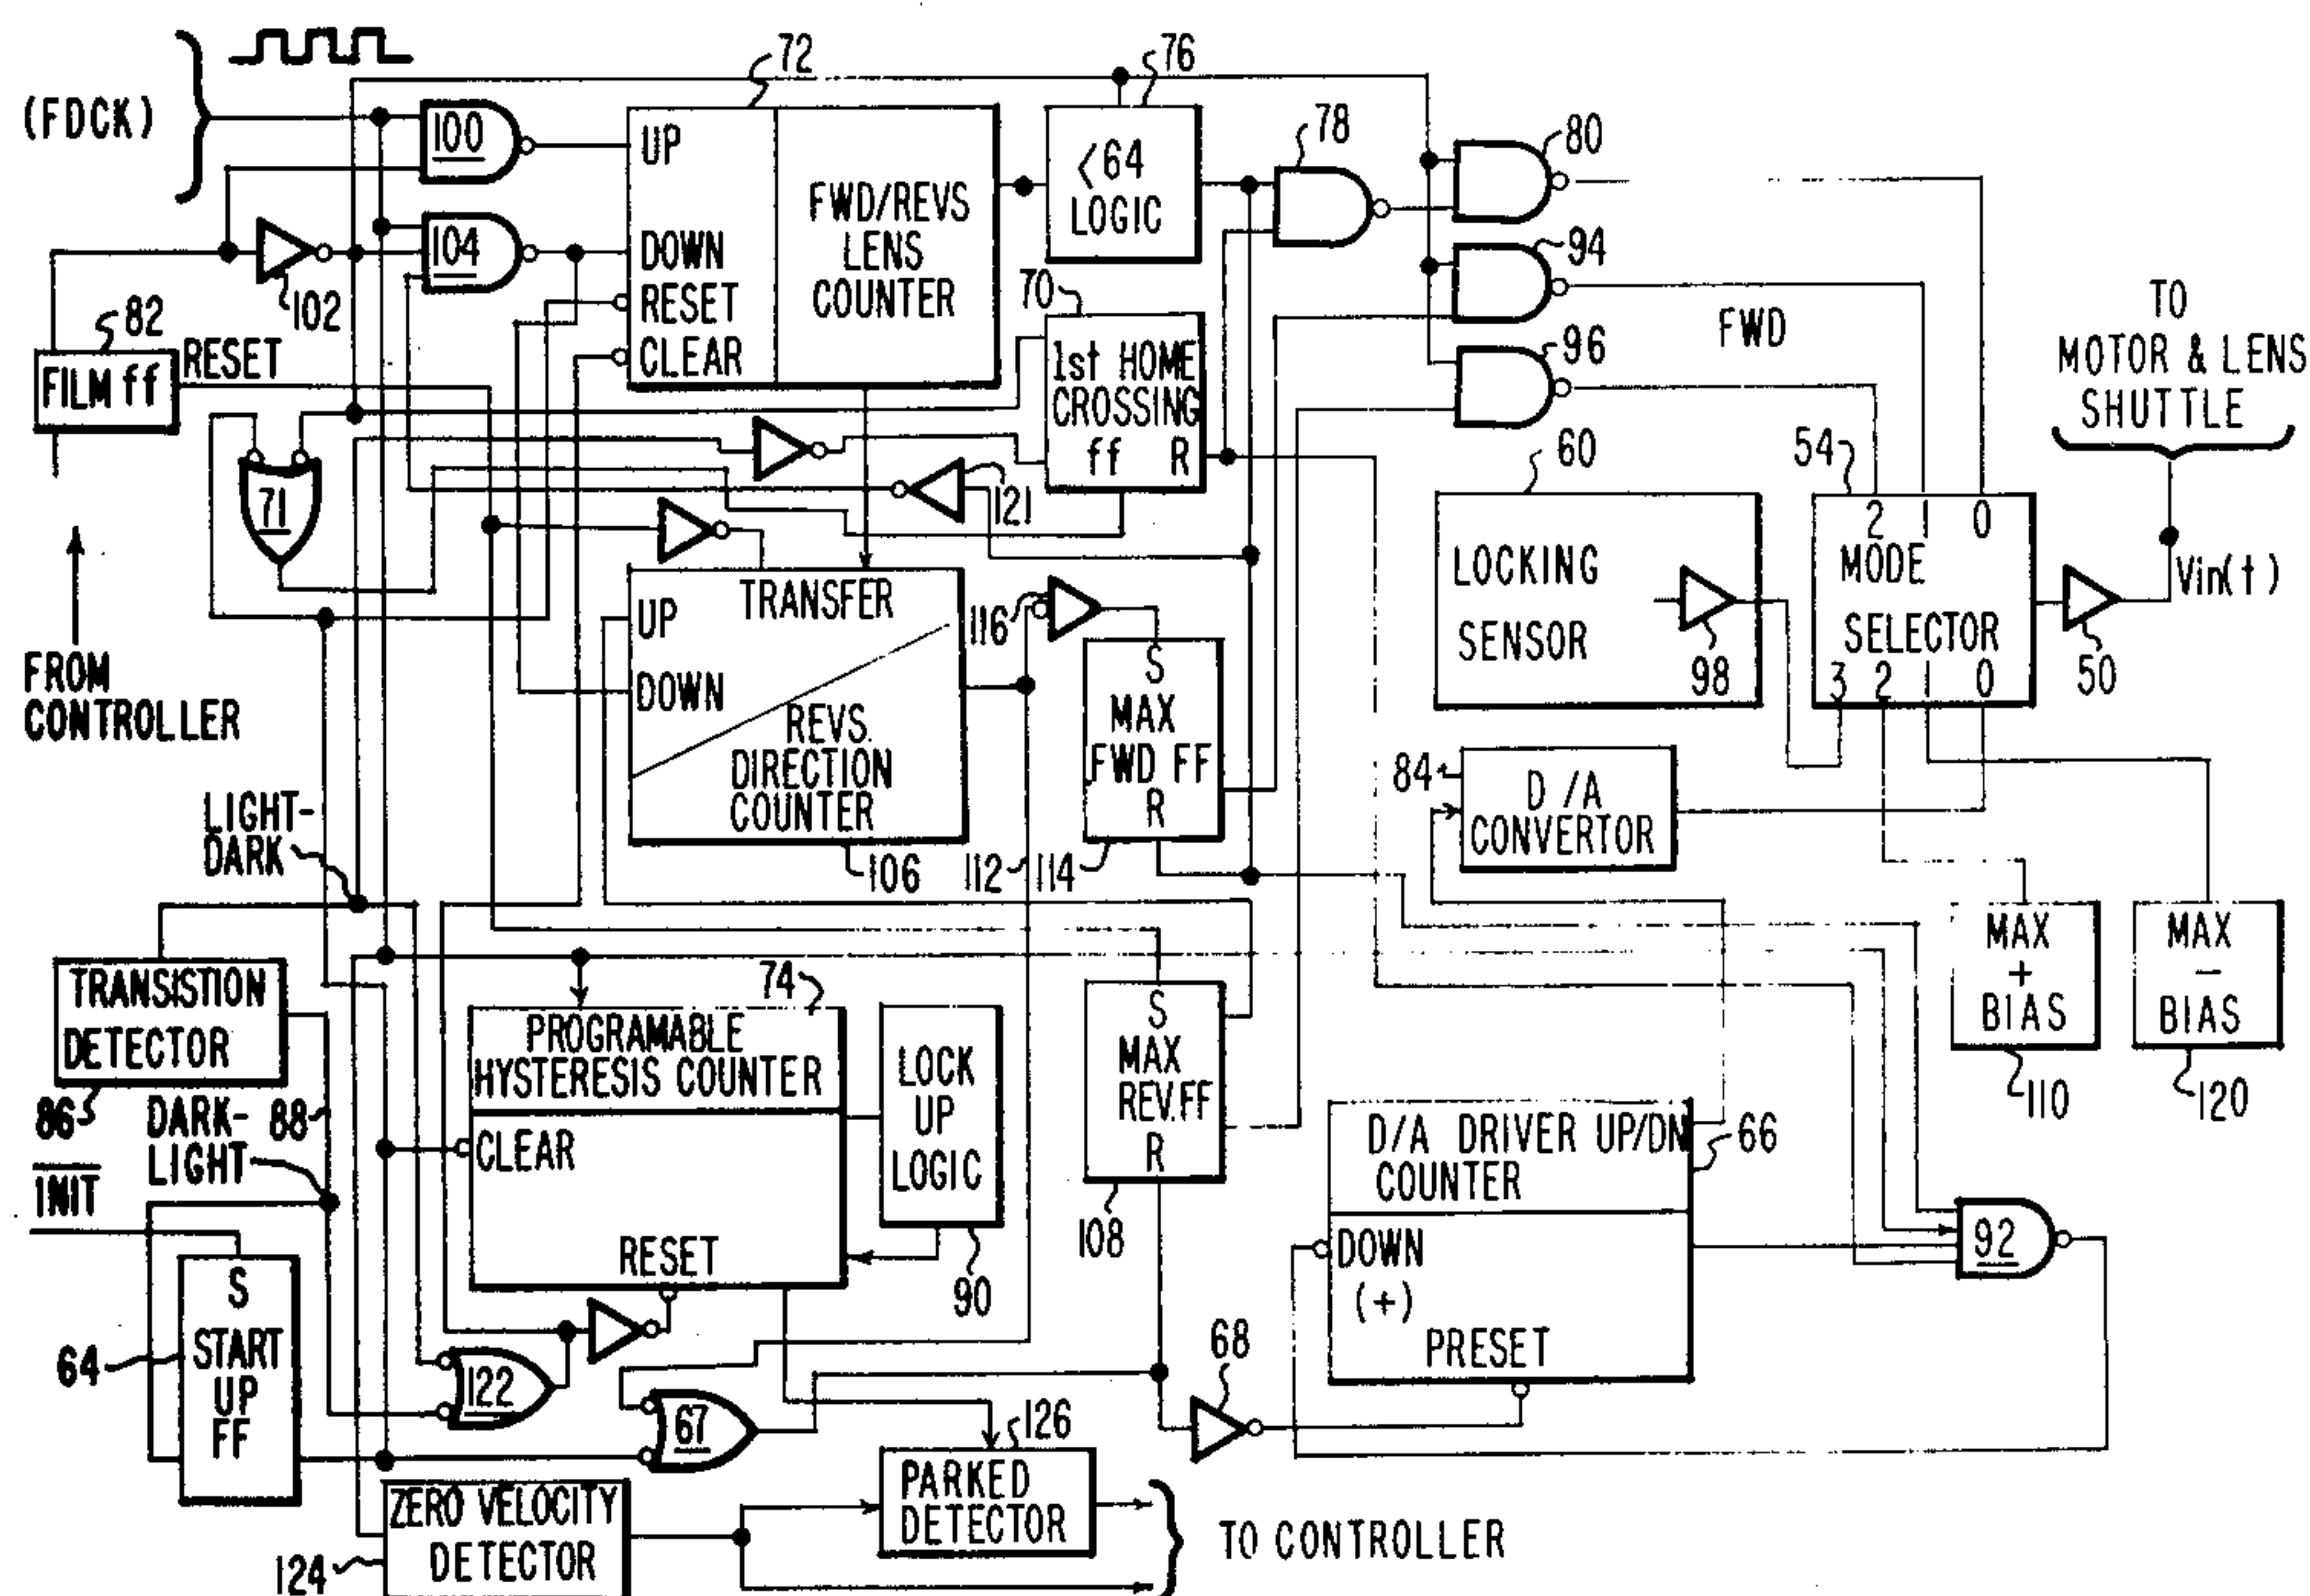 72
76
(FDCK)
100
UP
<64
LOGIC
78
80
FWD/REVS
LENS
COUNTER
104
DOWN
RESET
CLEAR
102
70
94
82
RESET
FILM ff
1st HOME
CROSSING
ff R
FWD
96
TO
MOTOR & LENS
SHUTTLE
60
54
71
121
2 1 0
MODE
SELECTOR
3 2 1 0
Vin(t)
50
LOCKING
SENSOR
98
TRANSFER
UP
DOWN
REVS.
DIRECTION
COUNTER
106
116
S
MAX
FWD FF
R
112
114
FROM
CONTROLLER
84
D/A
CONVERTOR
LIGHT-
DARK
TRANSISTION
DETECTOR
86
88
DARK-
LIGHT
74
PROGRAMABLE
HYSTERESIS COUNTER
CLEAR
RESET
LOCK
UP
LOGIC
90
S
MAX
REV.FF
R
108
MAX
+
BIAS
110
MAX
-
BIAS
120
D/A DRIVER UP/DN
COUNTER
66
DOWN
(+)
PRESET
92
INIT
S
START
UP
FF
64
122
67
68
126
PARKED
DETECTOR
ZERO VELOCITY
DETECTOR
124
TO CONTROLLER